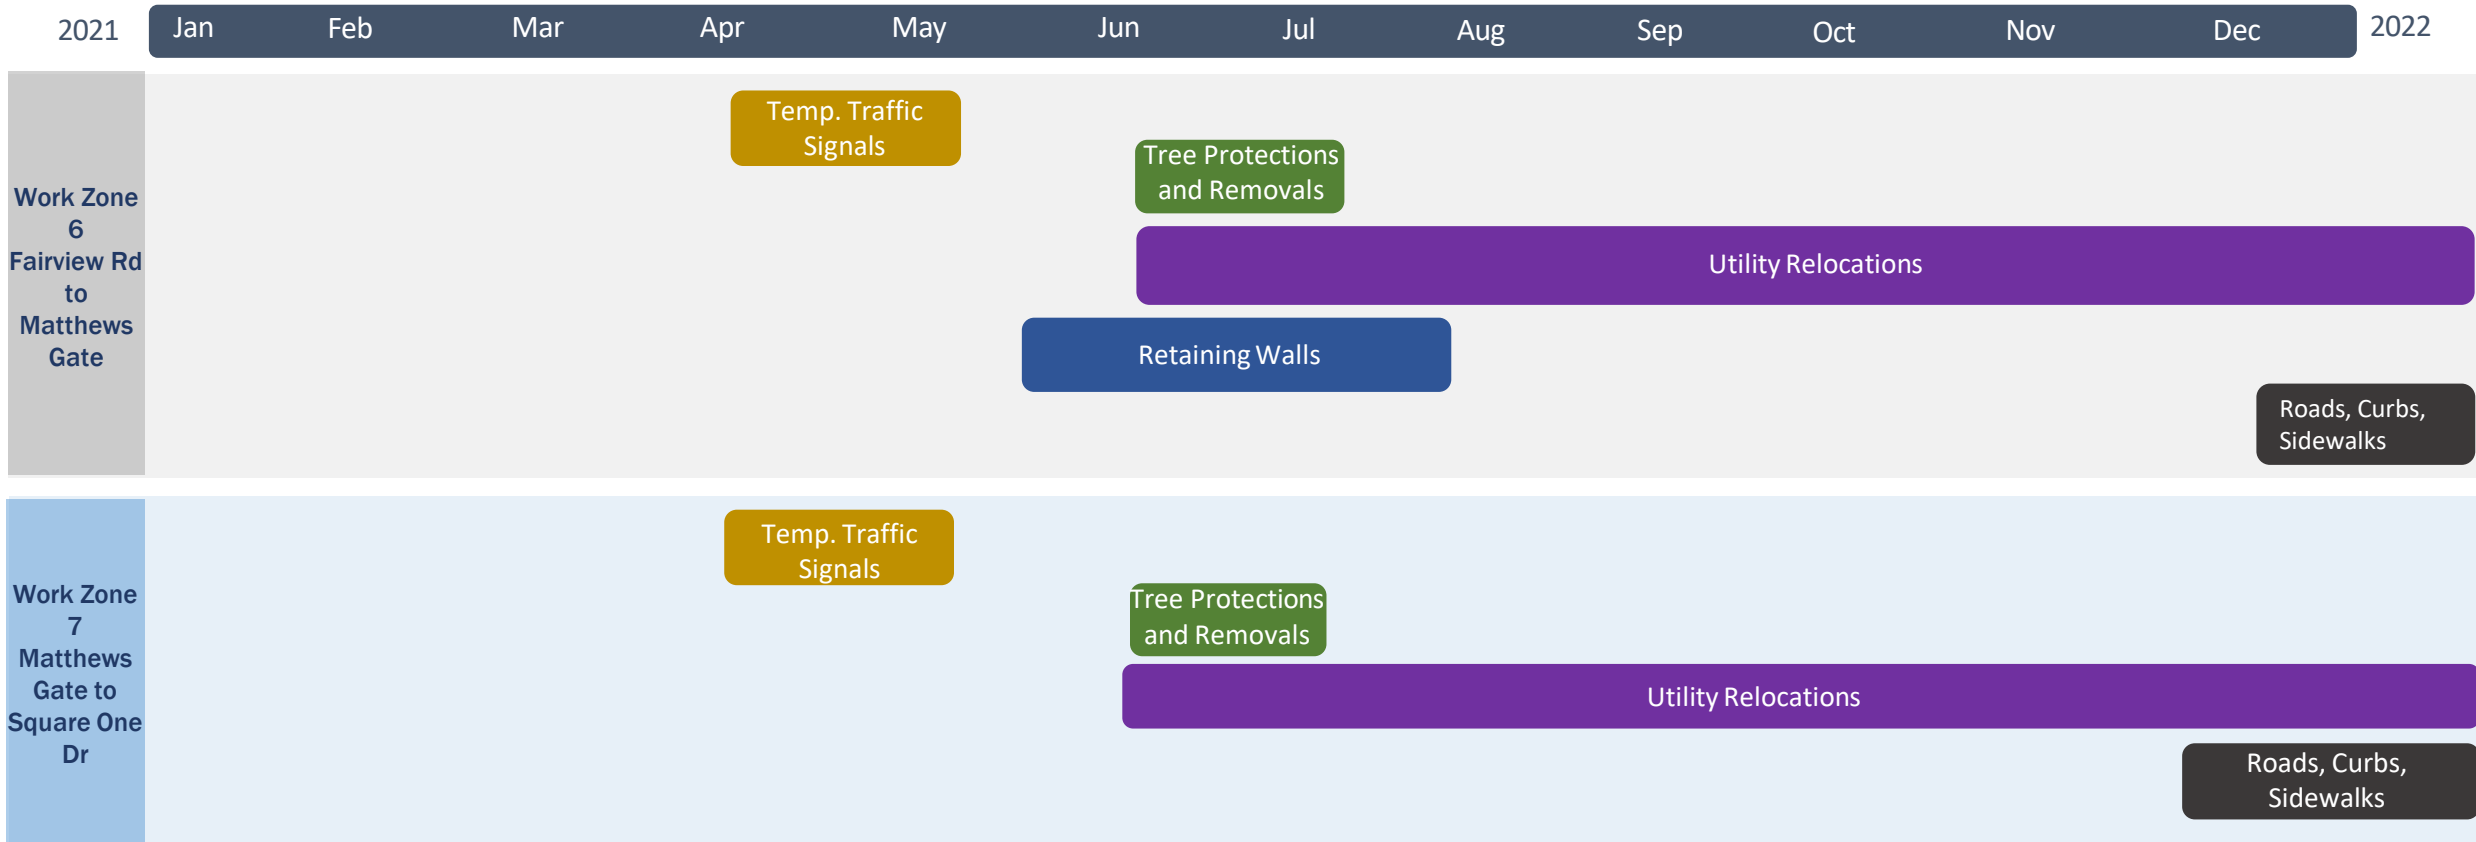 2021 Jan Feb Mar Apr May Jun Jul Aug Sep Oct Nov Dec 2022
Work Zone
6
Fairview Rd
to
Matthews
Gate
Temp. Traffic
Signals
Tree Protections
and Removals
Utility Relocations
Retaining Walls
Roads, Curbs,
Sidewalks
Work Zone
7
Matthews
Gate to
Square One
Dr
Temp. Traffic
Signals
Tree Protections
and Removals
Utility Relocations
Roads, Curbs,
Sidewalks